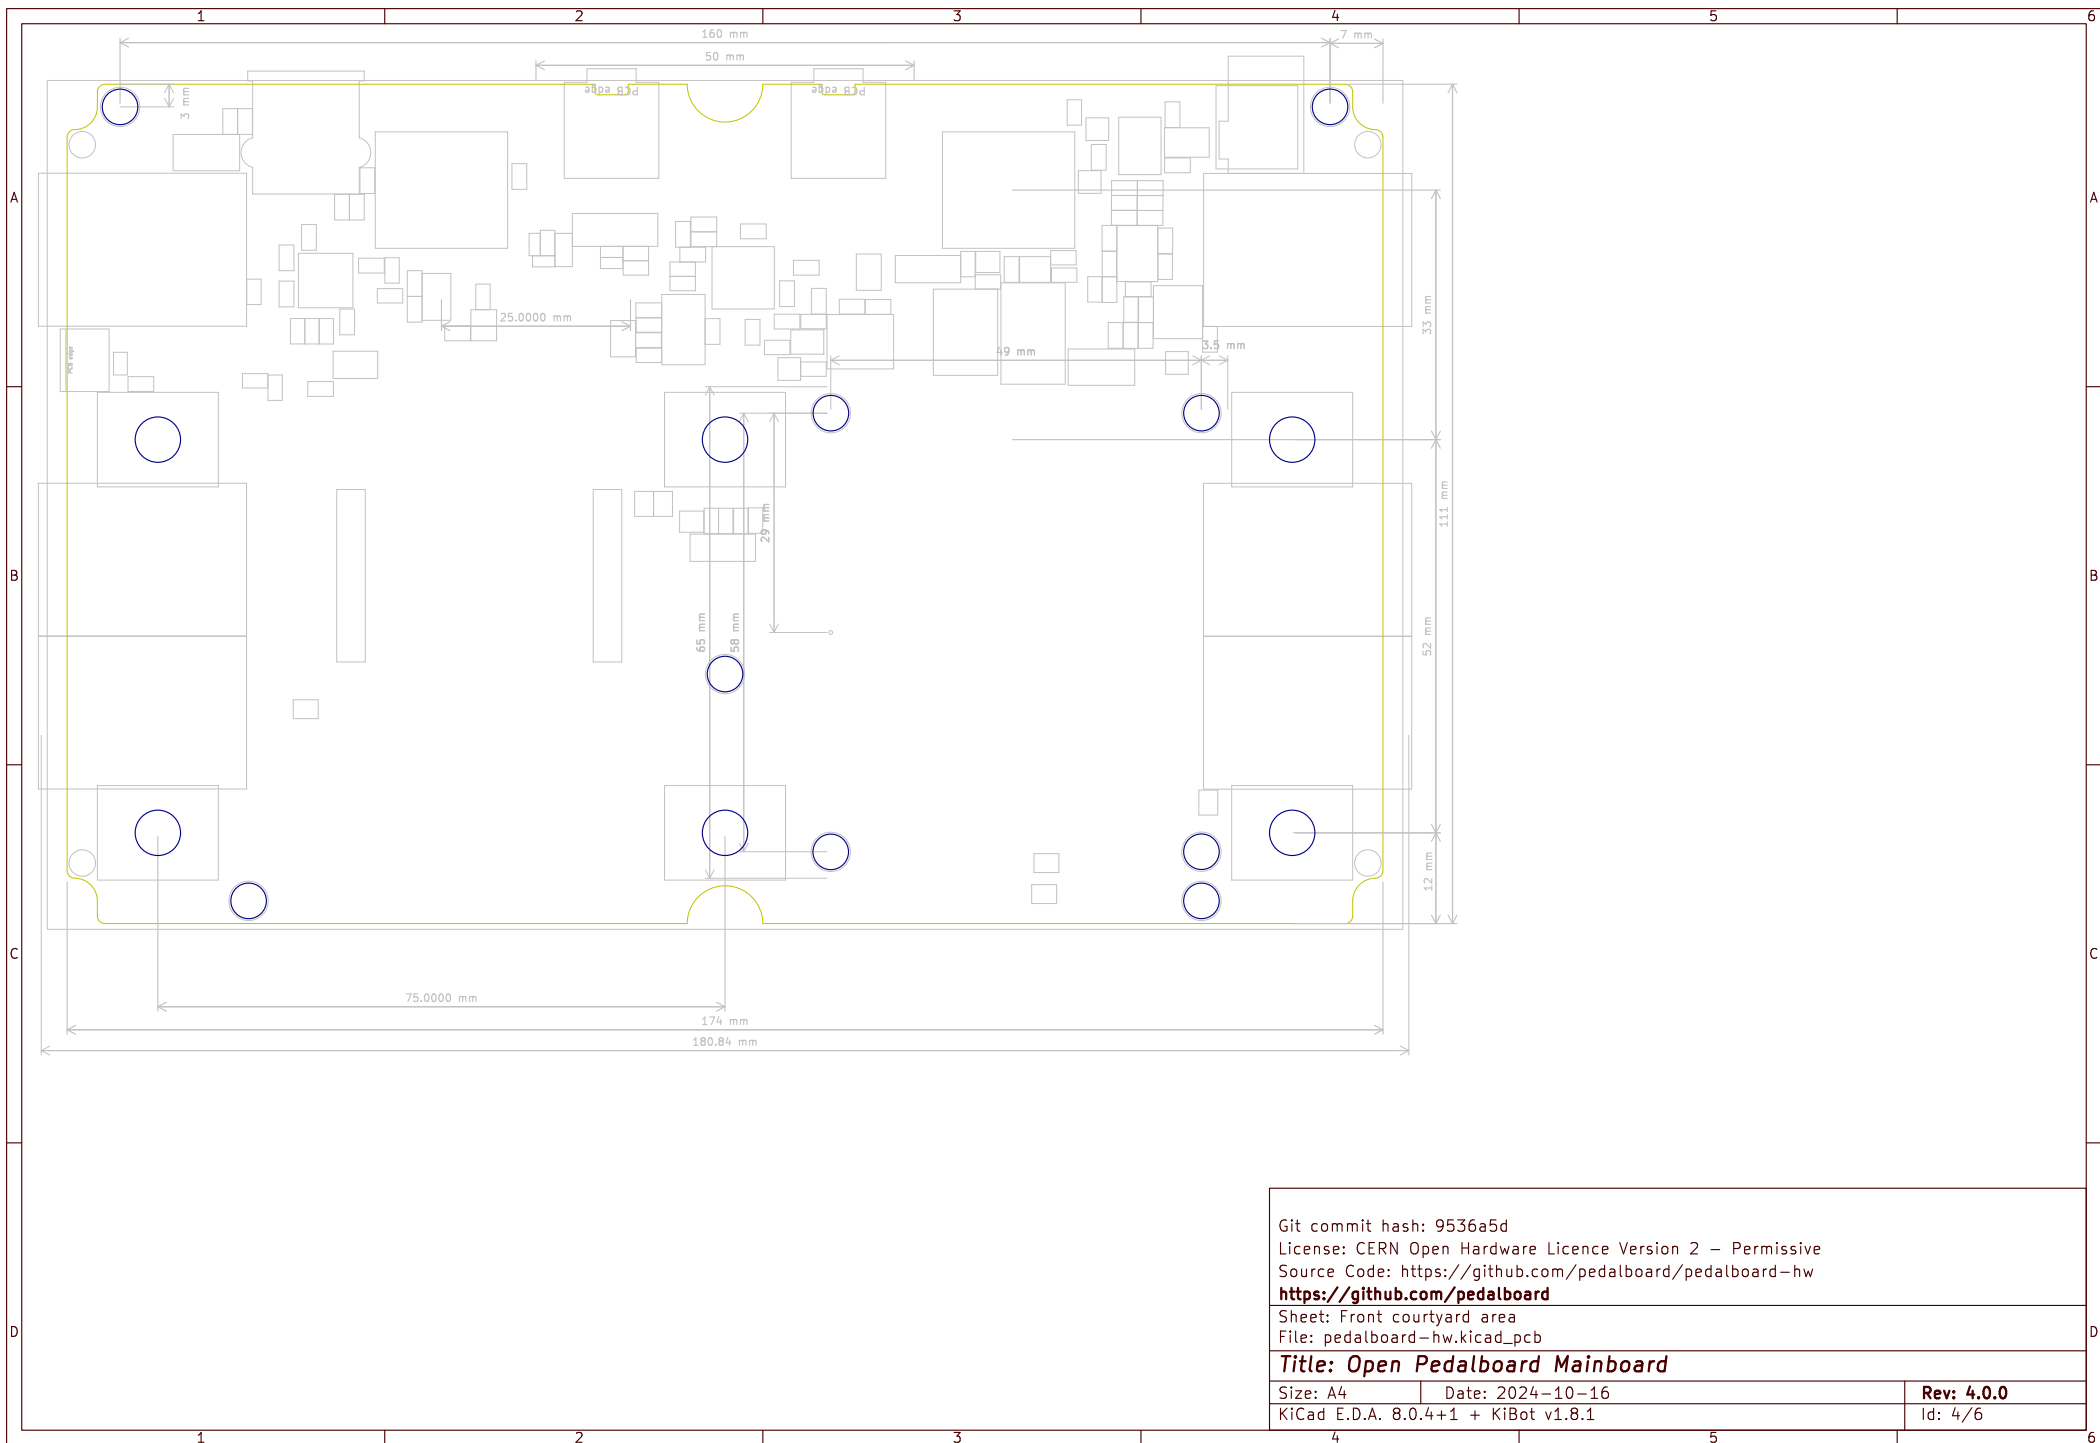 1 2 3 4 5 6
160 mm
7 mm
50 mm
3 mm
PCB edge
PCB edge
A A
33 mm
25.0000 mm
3.5 mm
49 mm
PCB edge
111 mm
29 mm
B B
65 mm
58 mm
52 mm
12 mm
C C
75.0000 mm
174 mm
180.84 mm
Git commit hash: 9536a5d
License: CERN Open Hardware Licence Version 2 - Permissive
Source Code: https://github.com/pedalboard/pedalboard-hw
https://github.com/pedalboard
Sheet: Front courtyard area
D D
File: pedalboard-hw.kicad_pcb
Title: Open Pedalboard Mainboard
Size: A4 Date: 2024-10-16 Rev: 4.0.0
KiCad E.D.A. 8.0.4+1 + KiBot v1.8.1 Id: 4/6
1 2 3 4 5 6